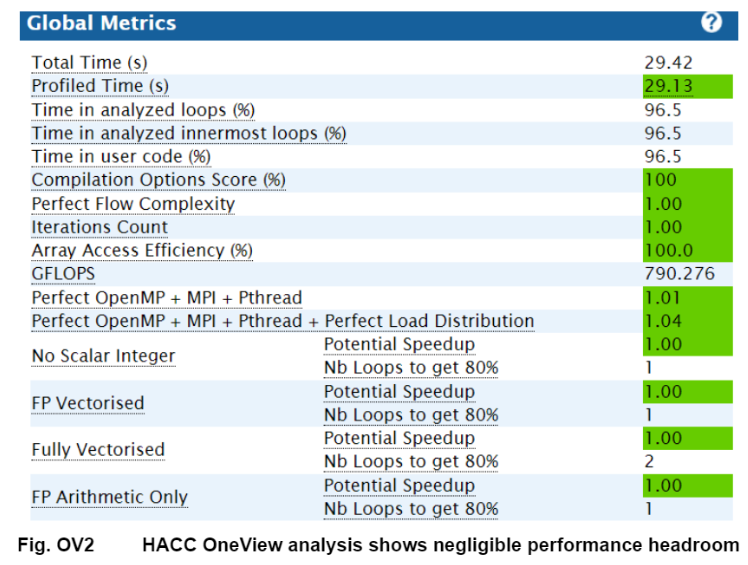 Global Metrics ?
Total Time (s) 29.42
Profiled Time (s) 29.13
Time in analyzed loops (%) 96.5
Time in analyzed innermost loops (%) 96.5
Time in user code (%) 96.5
Compilation Options Score (%) 100
Perfect Flow Complexity 1.00
Iterations Count 1.00
Array Access Efficiency (%) 100.0
GFLOPS 790.276
Perfect OpenMP + MPI + Pthread 1.01
Perfect OpenMP + MPI + Pthread + Perfect Load Distribution 1.04
No Scalar Integer
Potential Speedup 1.00
Nb Loops to get 80% 1
FP Vectorised
Potential Speedup 1.00
Nb Loops to get 80% 1
Fully Vectorised
Potential Speedup 1.00
Nb Loops to get 80% 2
FP Arithmetic Only
Potential Speedup 1.00
Nb Loops to get 80% 1
Fig. OV2 HACC OneView analysis shows negligible performance headroom